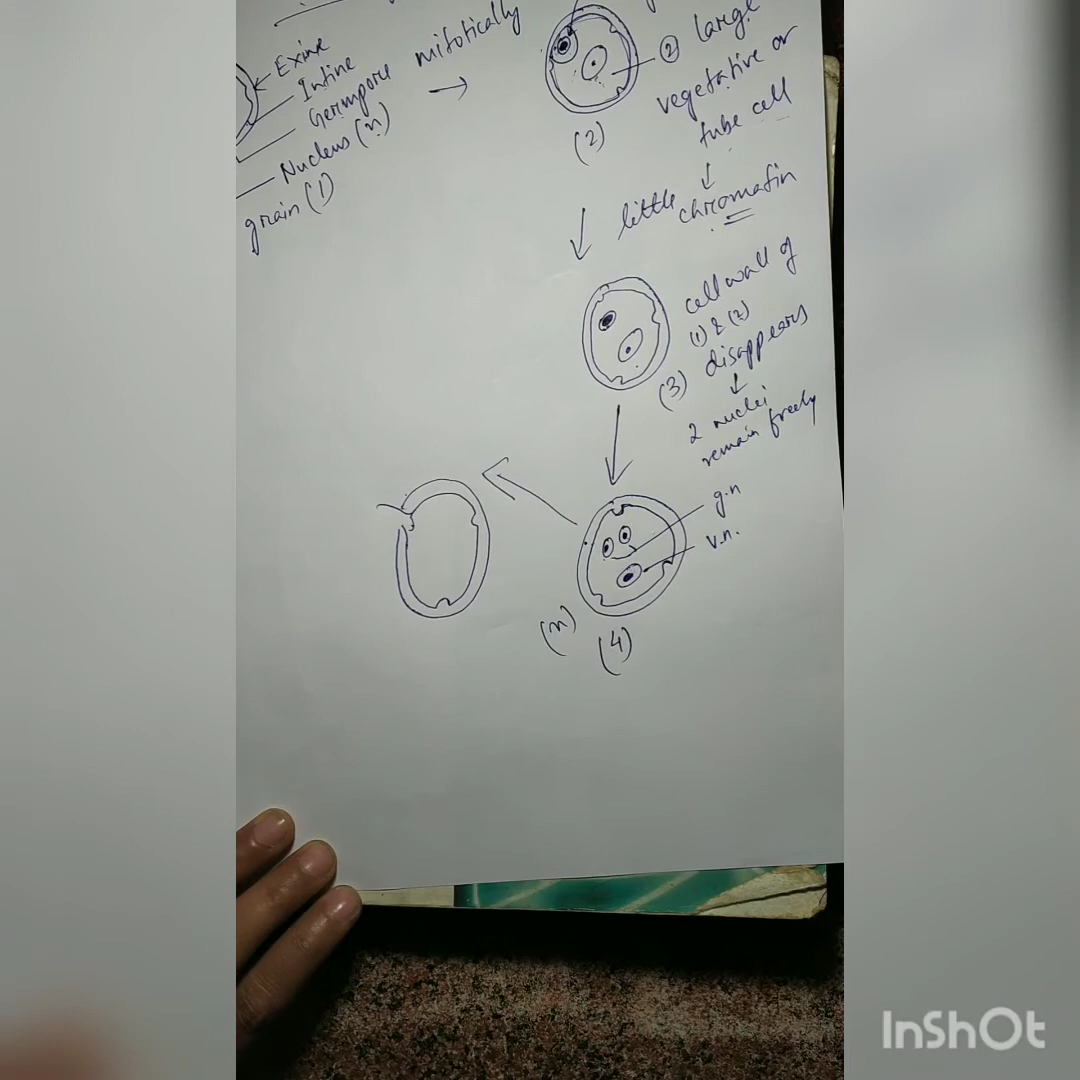 Exine
Intine
Germpore
Nucleus (n)
grain (1)
mitotically
(2)
② large
vegetative or
tube cell
little chromatin
cell wall of
(1) & (2)
disappears
(3)
2 nuclei
remain freely
g.n
v.n.
(n)
(4)
InShOt